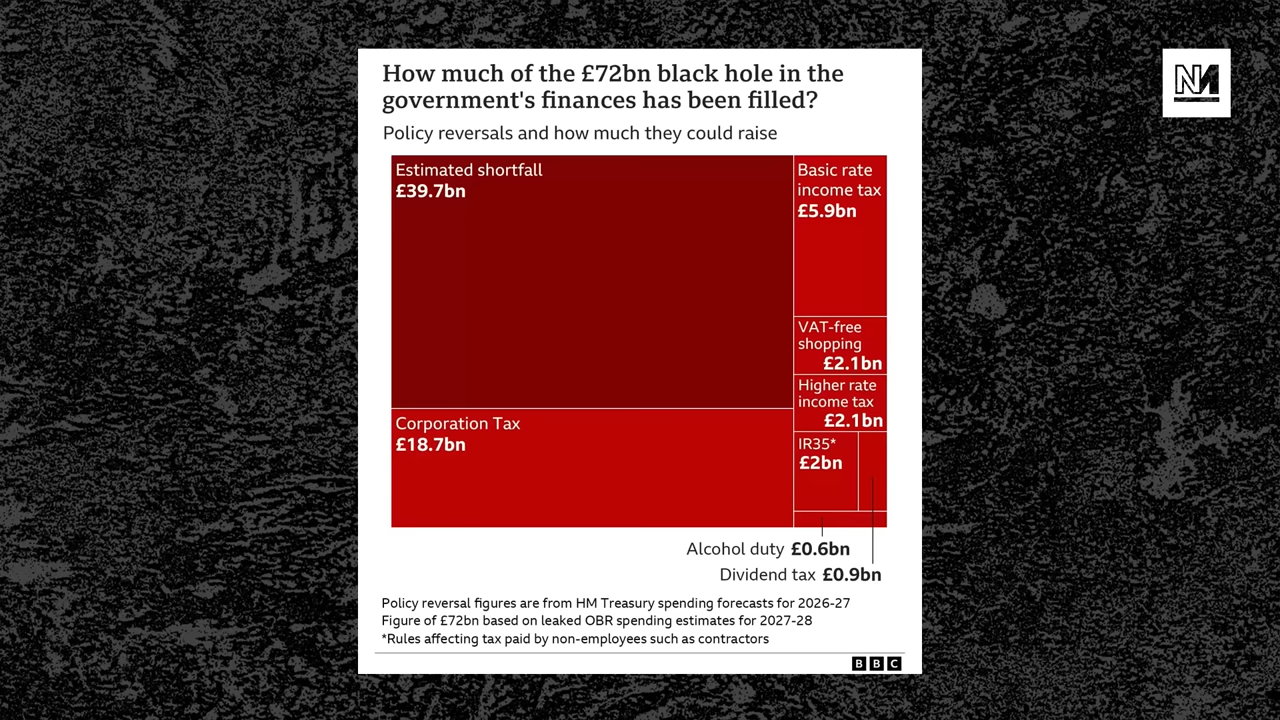 How much of the £72bn black hole in the
government's finances has been filled?
Policy reversals and how much they could raise
Estimated shortfall
£39.7bn
Basic rate
income tax
£5.9bn
VAT-free
shopping
£2.1bn
Higher rate
income tax
£2.1bn
Corporation Tax
£18.7bn
IR35*
£2bn
Alcohol duty £0.6bn
Dividend tax £0.9bn
Policy reversal figures are from HM Treasury spending forecasts for 2026-27
Figure of £72bn based on leaked OBR spending estimates for 2027-28
*Rules affecting tax paid by non-employees such as contractors
BBC
NM